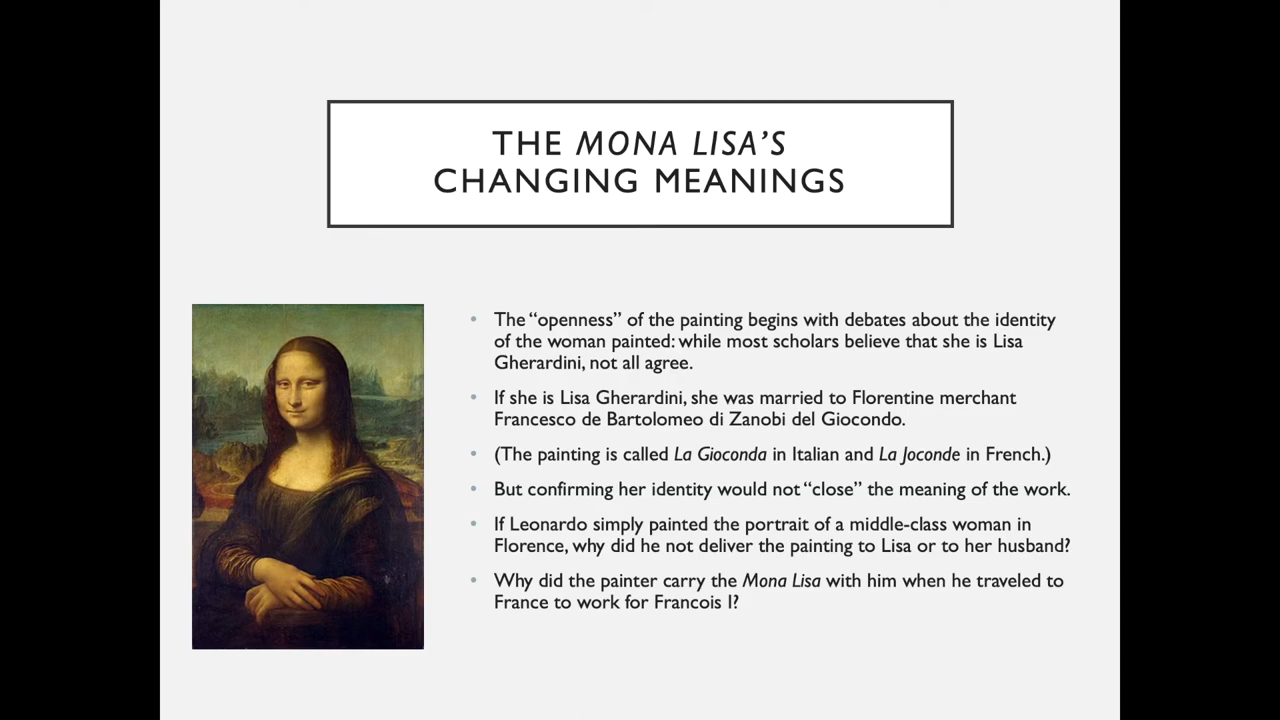 THE MONA LISA'S
CHANGING MEANINGS
• The “openness” of the painting begins with debates about the identity
of the woman painted: while most scholars believe that she is Lisa
Gherardini, not all agree.
• If she is Lisa Gherardini, she was married to Florentine merchant
Francesco de Bartolomeo di Zanobi del Giocondo.
• (The painting is called La Gioconda in Italian and La Joconde in French.)
• But confirming her identity would not “close” the meaning of the work.
• If Leonardo simply painted the portrait of a middle-class woman in
Florence, why did he not deliver the painting to Lisa or to her husband?
• Why did the painter carry the Mona Lisa with him when he traveled to
France to work for Francois I?